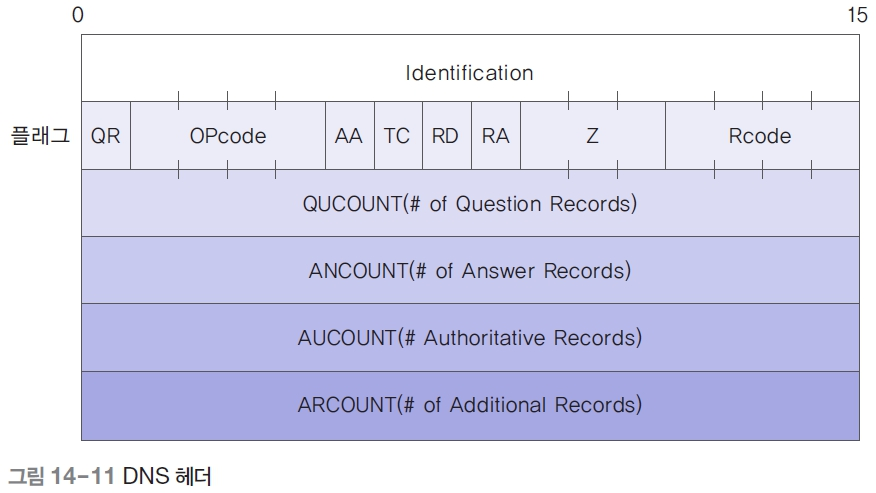 0 15
Identification
플래그 QR OPcode AA TC RD RA Z Rcode
QUCOUNT(# of Question Records)
ANCOUNT(# of Answer Records)
AUCOUNT(# Authoritative Records)
ARCOUNT(# of Additional Records)
그림 14-11 DNS 헤더